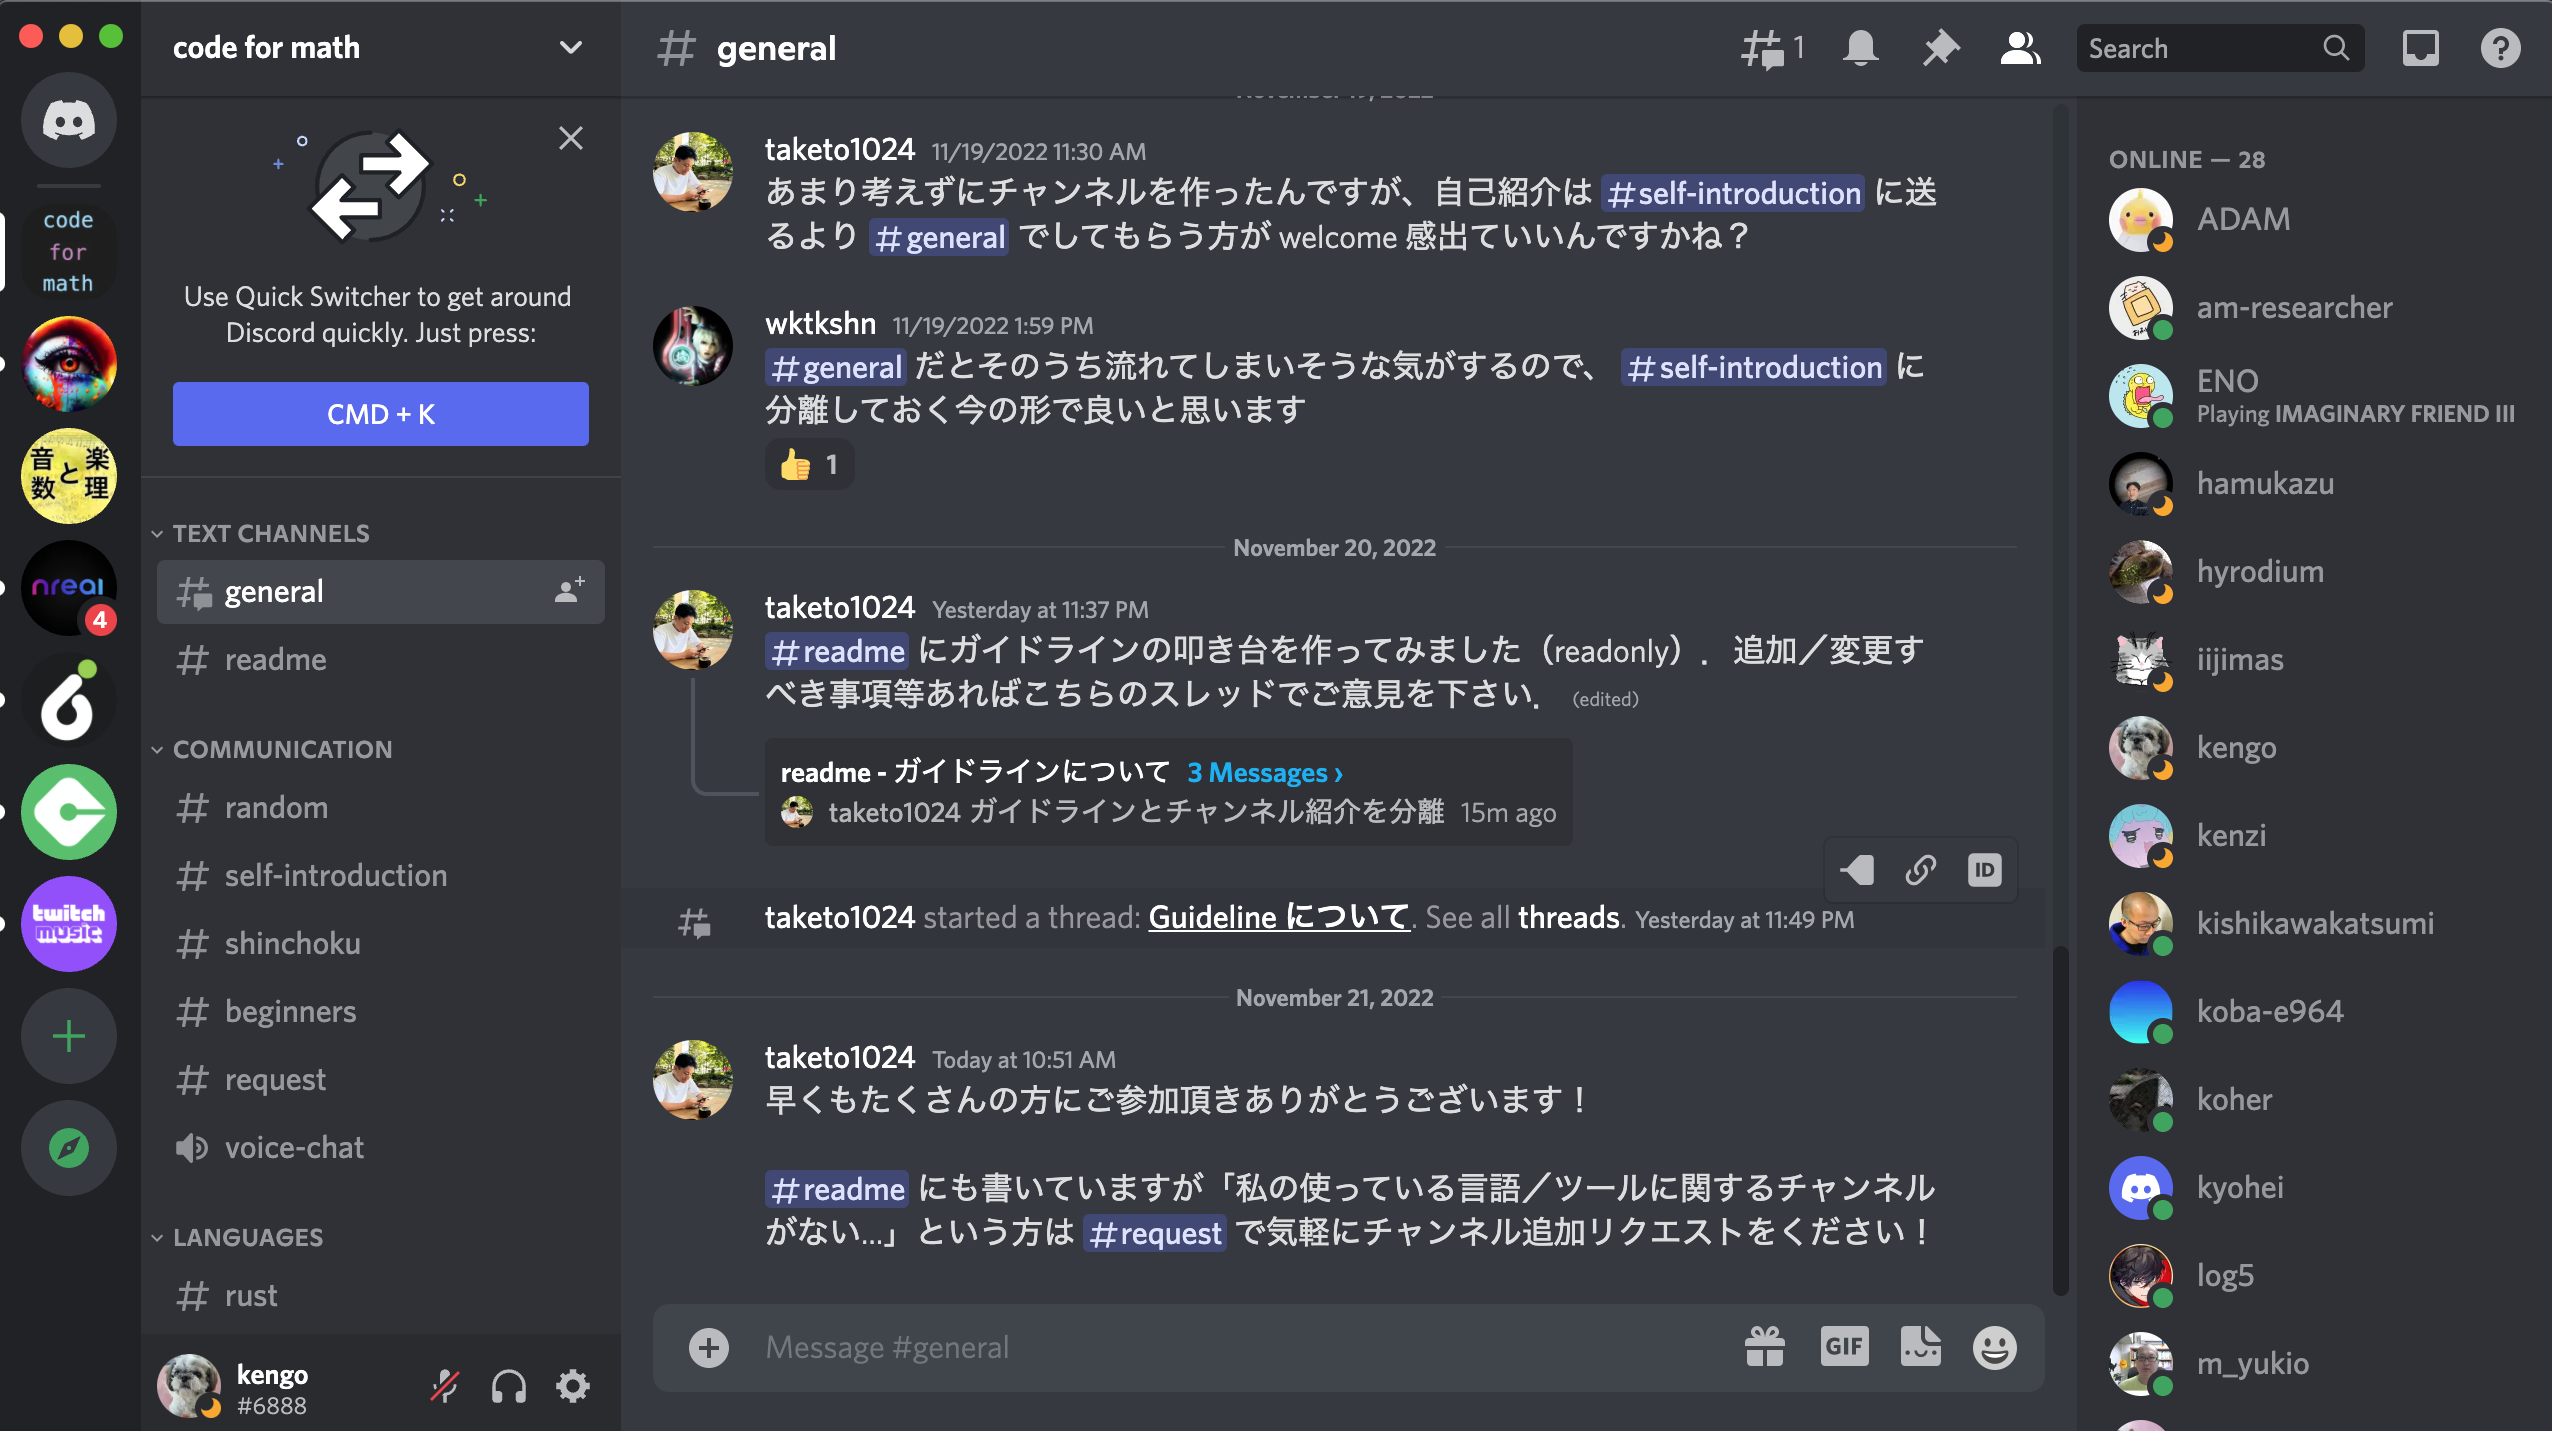 code for math
general
1
Search
code
for
math
音楽
と
数理
nreal
4
twitch
music
Use Quick Switcher to get around
Discord quickly. Just press:
CMD + K
TEXT CHANNELS
general
readme
COMMUNICATION
random
self-introduction
shinchoku
beginners
request
voice-chat
LANGUAGES
rust
kengo
#6888
November 19, 2022
taketo1024 11/19/2022 11:30 AM
あまり考えずにチャンネルを作ったんですが、自己紹介は #self-introduction に送
るより #general でしてもらう方が welcome 感出ていいんですかね？
wktkshn 11/19/2022 1:59 PM
#general だとそのうち流れてしまいそうな気がするので、 #self-introduction に
分離しておく今の形で良いと思います
👍 1
November 20, 2022
taketo1024 Yesterday at 11:37 PM
#readme にガイドラインの叩き台を作ってみました（readonly）．追加／変更す
べき事項等あればこちらのスレッドでご意見を下さい． (edited)
readme - ガイドラインについて 3 Messages ›
taketo1024 ガイドラインとチャンネル紹介を分離 15m ago
ID
taketo1024 started a thread: Guideline について. See all threads. Yesterday at 11:49 PM
November 21, 2022
taketo1024 Today at 10:51 AM
早くもたくさんの方にご参加頂きありがとうございます！
#readme にも書いていますが「私の使っている言語／ツールに関するチャンネル
がない…」という方は #request で気軽にチャンネル追加リクエストをください！
Message #general
GIF
ONLINE — 28
ADAM
am-researcher
ENO
Playing IMAGINARY FRIEND III
hamukazu
hyrodium
iijimas
kengo
kenzi
kishikawakatsumi
koba-e964
koher
kyohei
log5
m_yukio